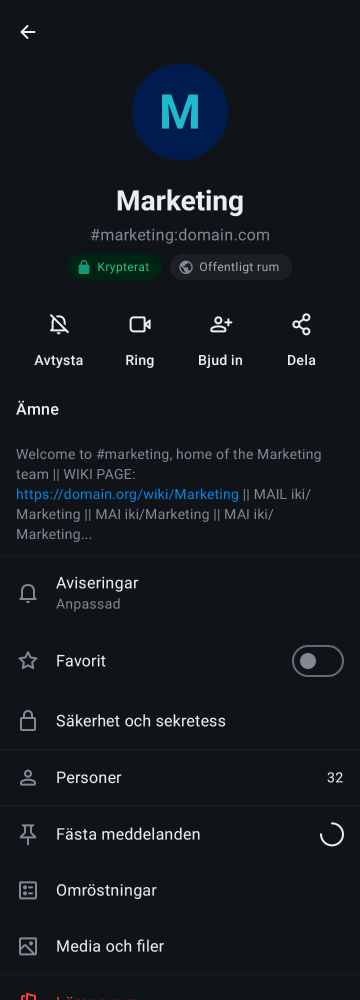 M
Marketing
#marketing:domain.com
Krypterat
Offentligt rum
Avtysta
Ring
Bjud in
Dela
Ämne
Welcome to #marketing, home of the Marketing
team || WIKI PAGE:
https://domain.org/wiki/Marketing || MAIL iki/
Marketing || MAI iki/Marketing || MAI iki/
Marketing...
Aviseringar
Anpassad
Favorit
Säkerhet och sekretess
Personer
32
Fästa meddelanden
Omröstningar
Media och filer